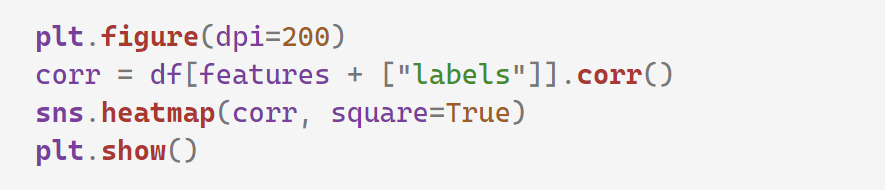 plt.figure(dpi=200)
corr = df[features + ["labels"]].corr()
sns.heatmap(corr, square=True)
plt.show()